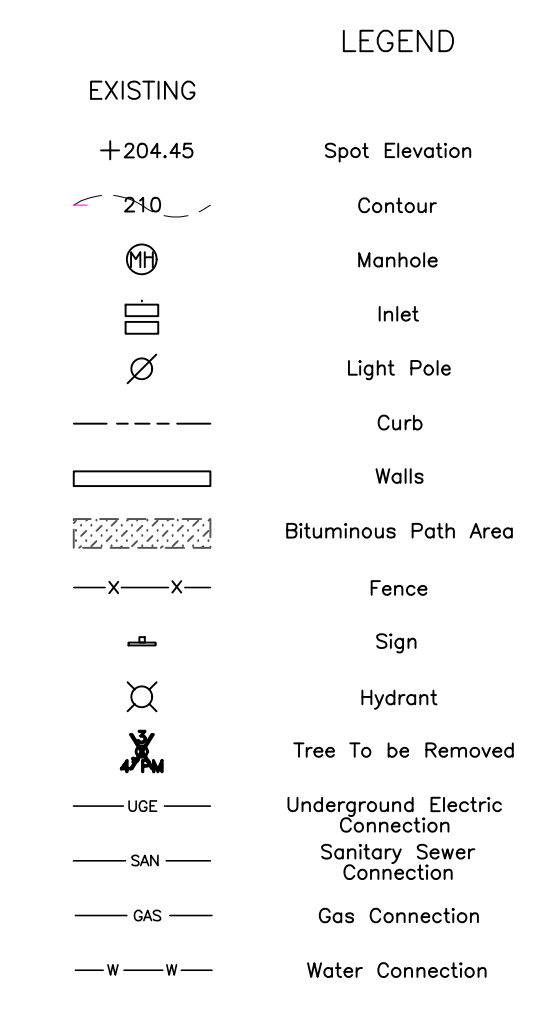 LEGEND
EXISTING
+204.45 Spot Elevation
210 Contour
MH Manhole
Inlet
Light Pole
Curb
Walls
Bituminous Path Area
X X Fence
Sign
Hydrant
3
Tree To be Removed
PM
UGE Underground Electric
Connection
SAN Sanitary Sewer
Connection
GAS Gas Connection
W W Water Connection